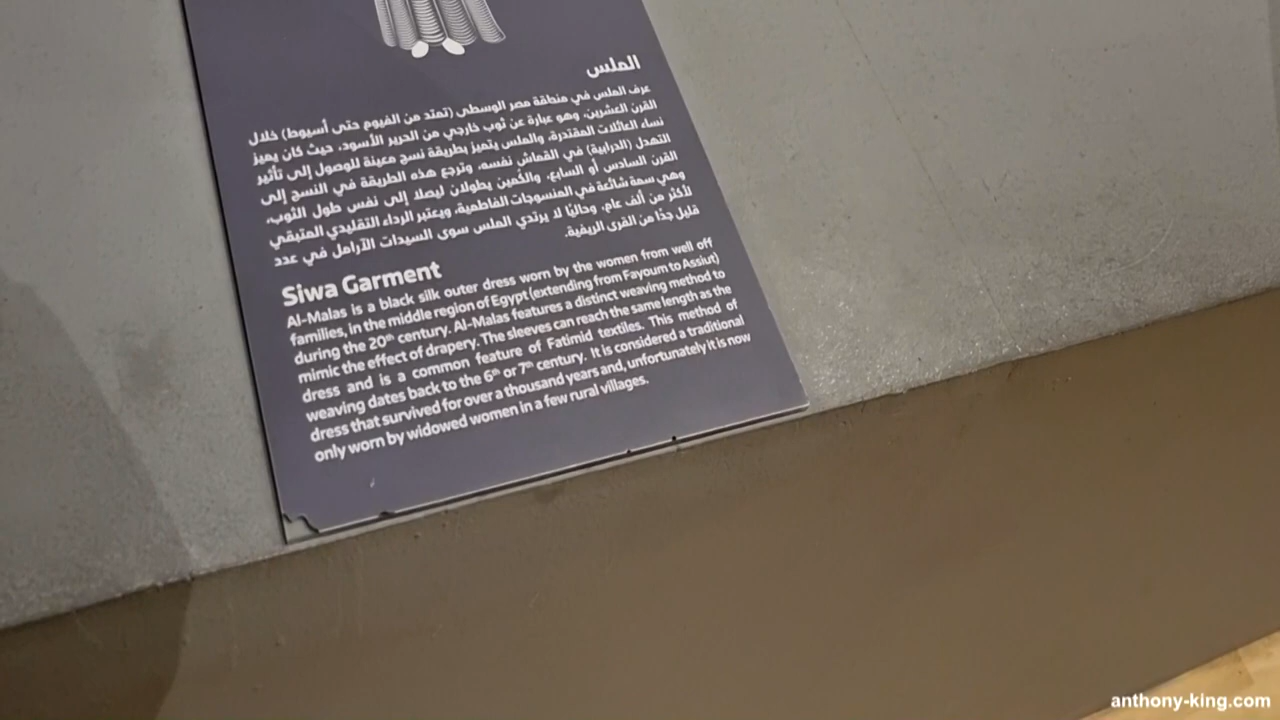 الملس
عرف الملس في منطقة مصر الوسطى (تمتد من الفيوم حتى أسيوط) خلال
القرن العشرين، وهو عبارة عن ثوب خارجي من الحرير الأسود، حيث كان يميز
نساء العائلات المقتدرة، والملس يتميز بطريقة نسج معينة للوصول إلى تأثير
التهدل (الدرابية) في القماش نفسه، وترجع هذه الطريقة في النسج إلى
القرن السادس أو السابع، والكُمين يطولان ليصلا إلى نفس طول الثوب،
وهي سمة شائعة في المنسوجات الفاطمية، ويعتبر الرداء التقليدي المتبقي
لأكثر من ألف عام، وحاليًا لا يرتدي الملس سوى السيدات الآرامل في عدد
قليل جدًا من القرى الريفية.
Siwa Garment
Al-Malas is a black silk outer dress worn by the women from well off
families, in the middle region of Egypt (extending from Fayoum to Assiut)
during the 20th century. Al-Malas features a distinct weaving method to
mimic the effect of drapery. The sleeves can reach the same length as the
dress and is a common feature of Fatimid textiles. This method of
weaving dates back to the 6th or 7th century. It is considered a traditional
dress that survived for over a thousand years and, unfortunately it is now
only worn by widowed women in a few rural villages.
anthony-king.com